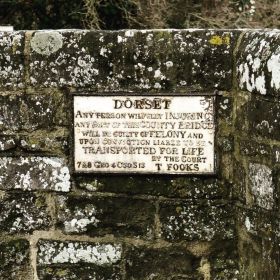 DORSET
ANY PERSON WILFULLY INJURING
ANY PART OF THIS COUNTY BRIDGE
WILL BE GUILTY OF FELONY AND
UPON CONVICTION LIABLE TO BE
TRANSPORTED FOR LIFE
BY THE COURT
7&8 GEO 4 C30 S13 T FOOKS